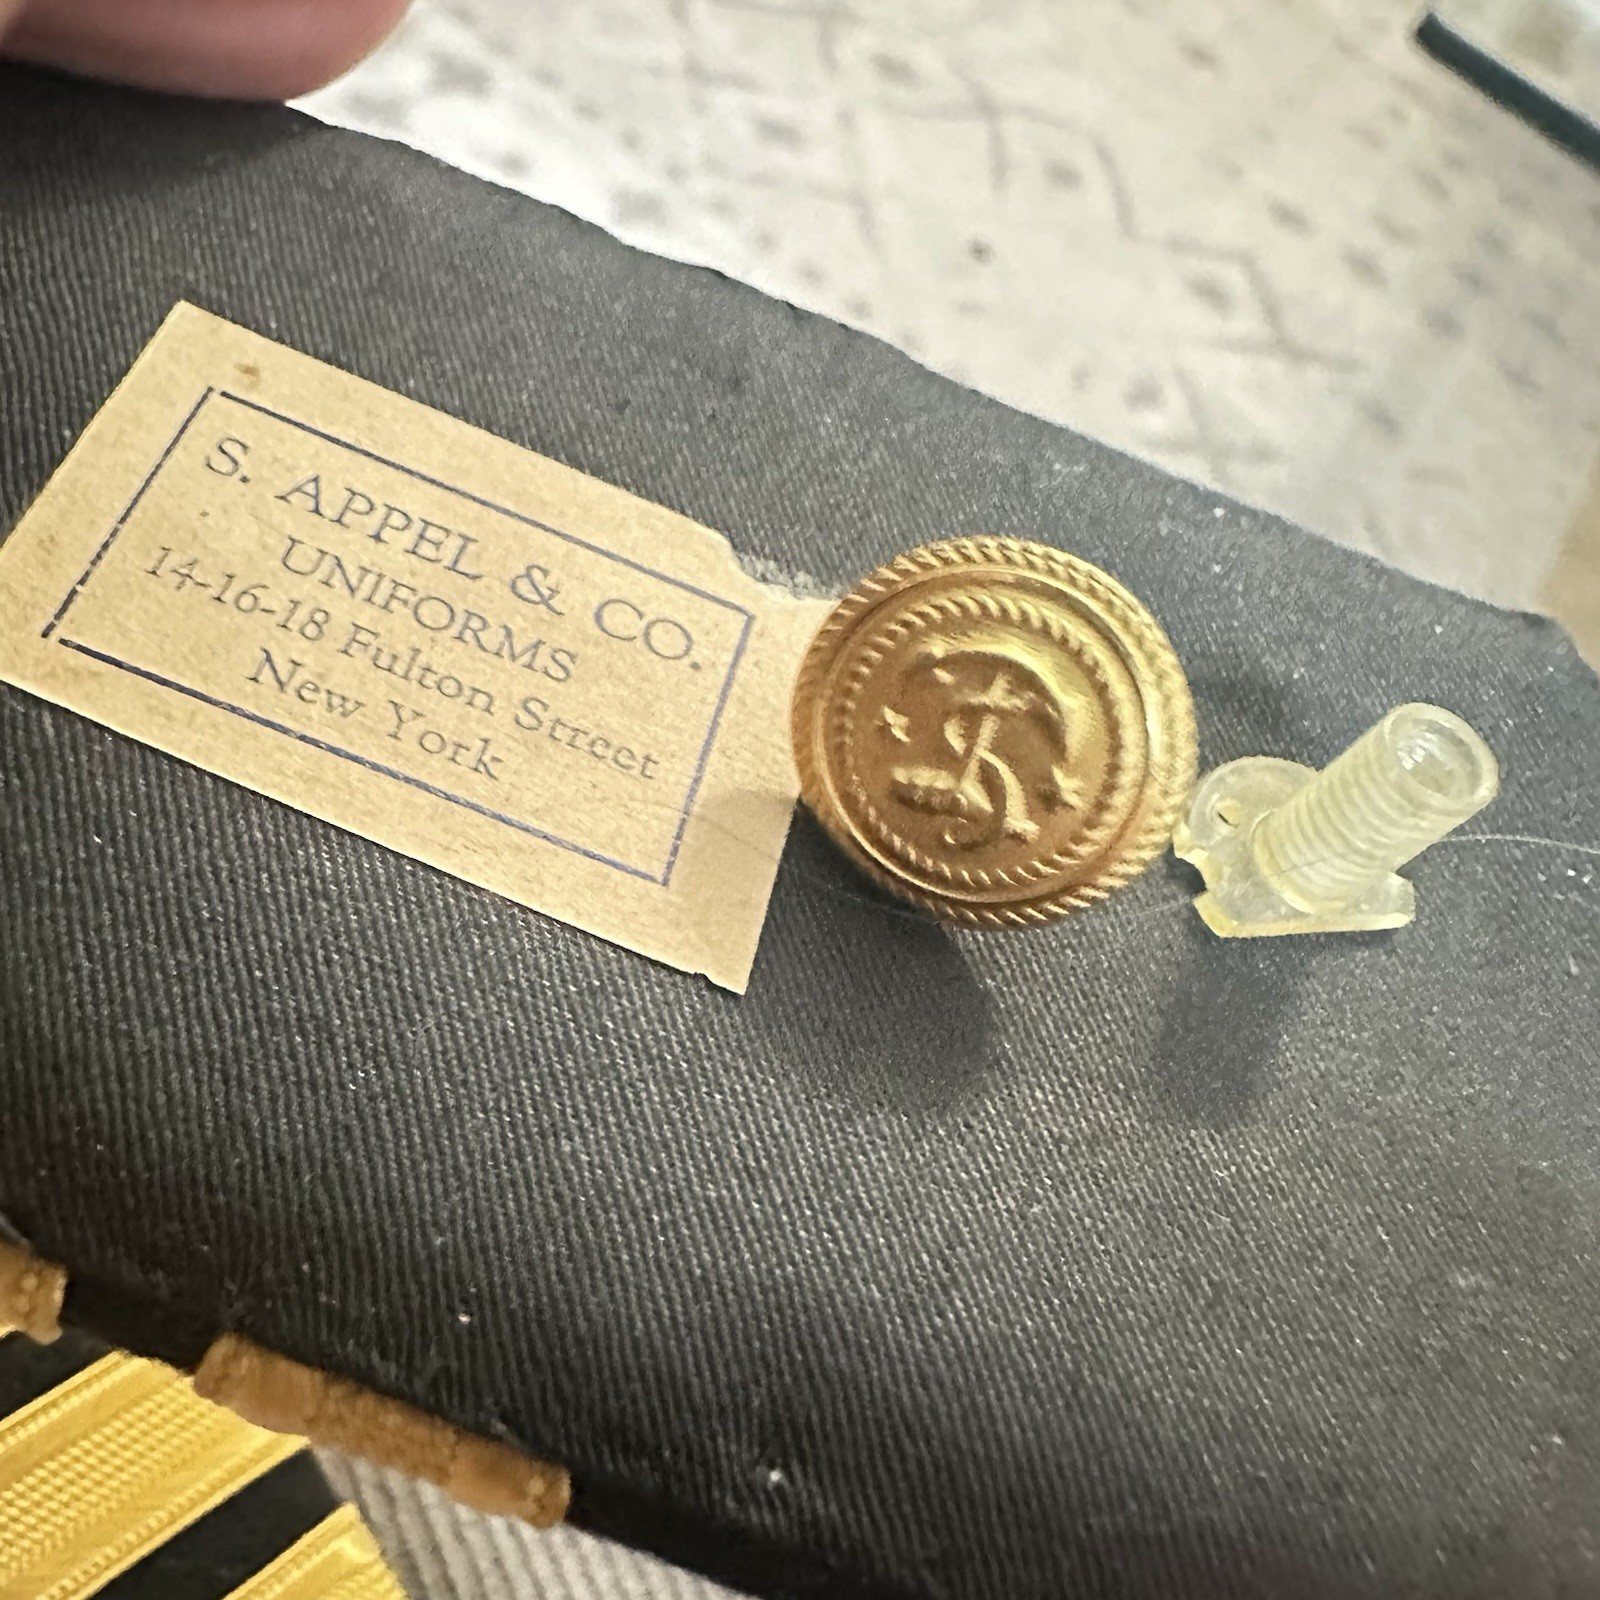 S. APPEL & CO.
UNIFORMS
14-16-18 Fulton Street
New York